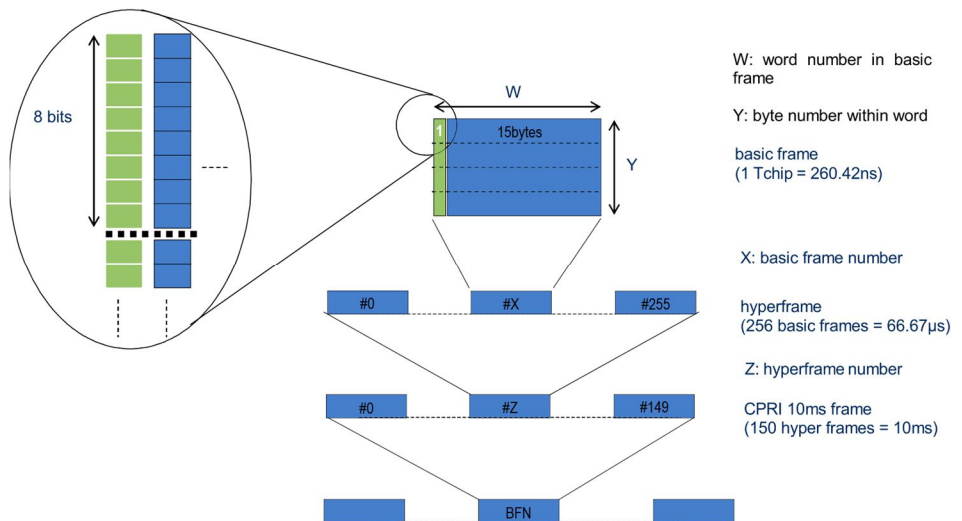 8 bits
W
1
15bytes
Y
W: word number in basic
frame
Y: byte number within word
basic frame
(1 Tchip = 260.42ns)
X: basic frame number
#0
#X
#255
hyperframe
(256 basic frames = 66.67µs)
Z: hyperframe number
#0
#Z
#149
CPRI 10ms frame
(150 hyper frames = 10ms)
BFN